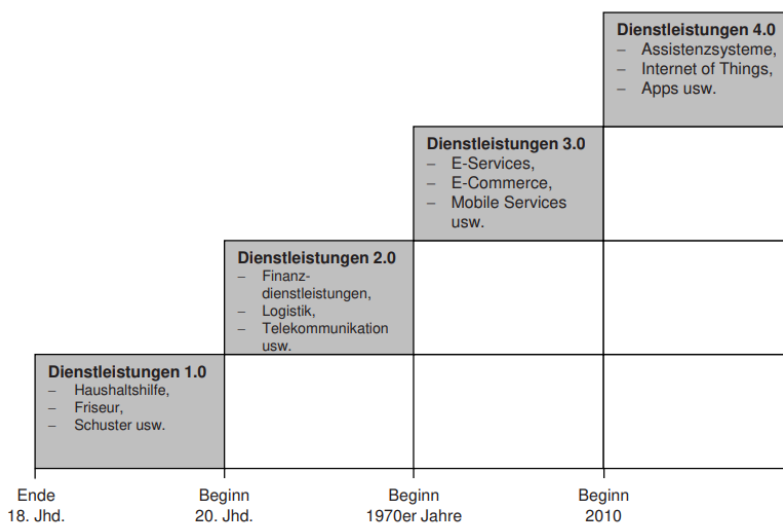 Dienstleistungen 4.0
– Assistenzsysteme,
– Internet of Things,
– Apps usw.
Dienstleistungen 3.0
– E-Services,
– E-Commerce,
– Mobile Services
usw.
Dienstleistungen 2.0
– Finanz-
dienstleistungen,
– Logistik,
– Telekommunikation
usw.
Dienstleistungen 1.0
– Haushaltshilfe,
– Friseur,
– Schuster usw.
Ende
18. Jhd.
Beginn
20. Jhd.
Beginn
1970er Jahre
Beginn
2010